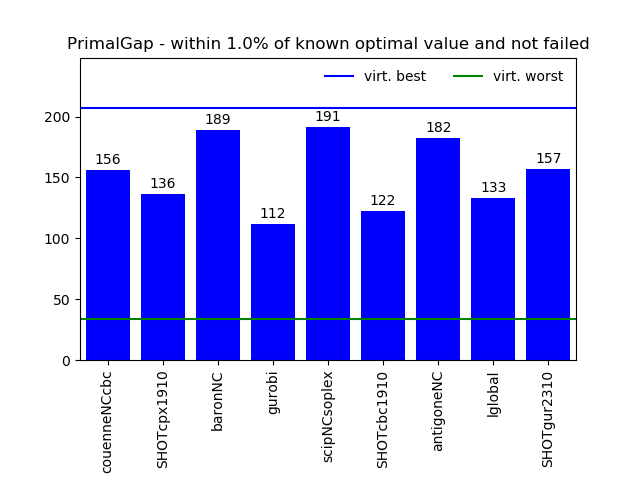 PrimalGap - within 1.0% of known optimal value and not failed
virt. best virt. worst
200
150
100
50
0
156
136
189
112
191
122
182
133
157
couenneNCcbc
SHOTcpx1910
baronNC
gurobi
scipNCsoplex
SHOTcbc1910
antigoneNC
lglobal
SHOTgur2310